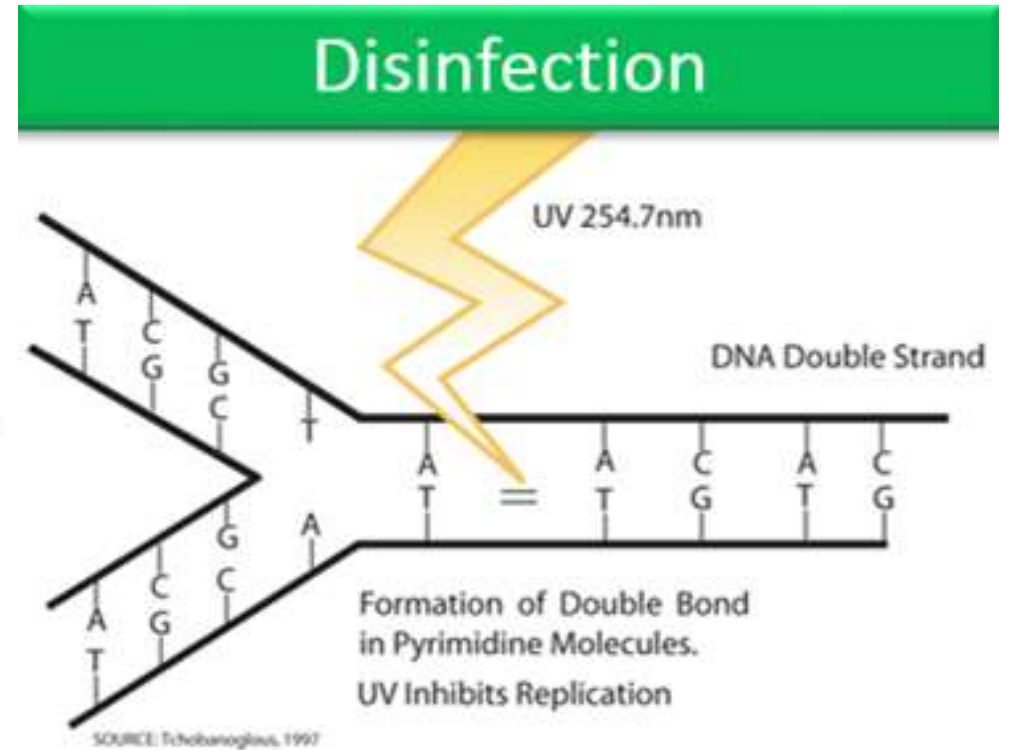 Disinfection
UV 254.7nm
DNA Double Strand
A
T
C
G
G
C
T
A
T
=
A
T
C
G
A
T
C
G
A
G
C
C
G
A
T
Formation of Double Bond
in Pyrimidine Molecules.
UV Inhibits Replication
SOURCE: Tchobanoglous, 1997